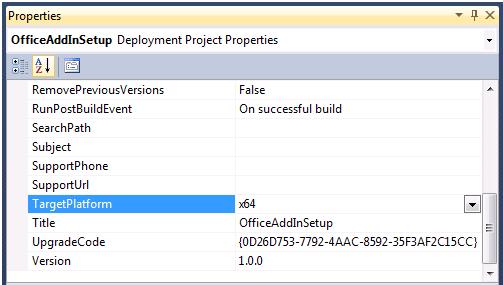 Properties
OfficeAddInSetup Deployment Project Properties
RemovePreviousVersions False
RunPostBuildEvent On successful build
SearchPath
Subject
SupportPhone
SupportUrl
TargetPlatform x64
Title OfficeAddInSetup
UpgradeCode {0D26D753-7792-4AAC-8592-35F3AF2C15CC}
Version 1.0.0